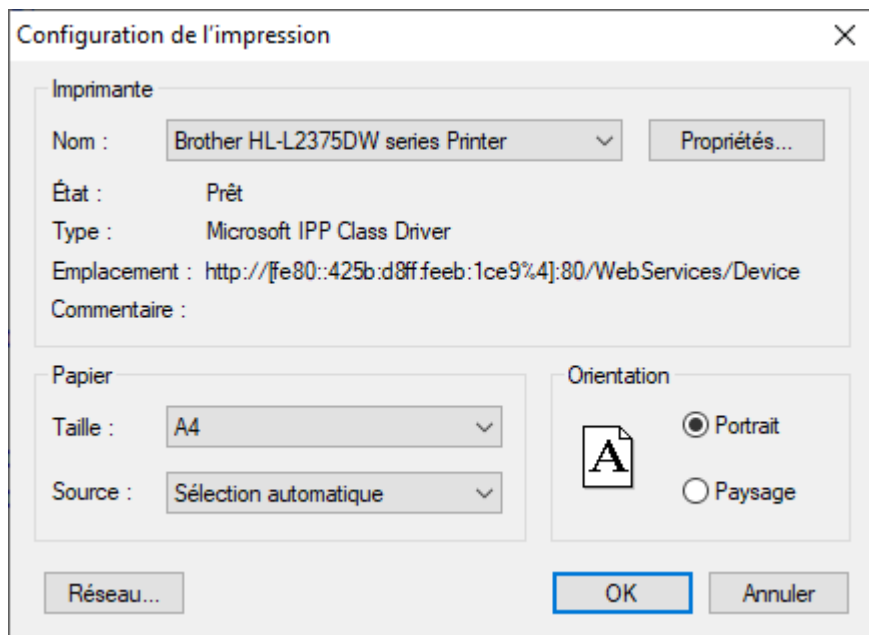 Configuration de l'impression
Imprimante
Nom : Brother HL-L2375DW series Printer Propriétés...
État : Prêt
Type : Microsoft IPP Class Driver
Emplacement : http://[fe80::425b:d8ff:feeb:1ce9%4]:80/WebServices/Device
Commentaire :
Papier
Taille : A4
Source : Sélection automatique
Orientation
A
Portrait
Paysage
Réseau... OK Annuler